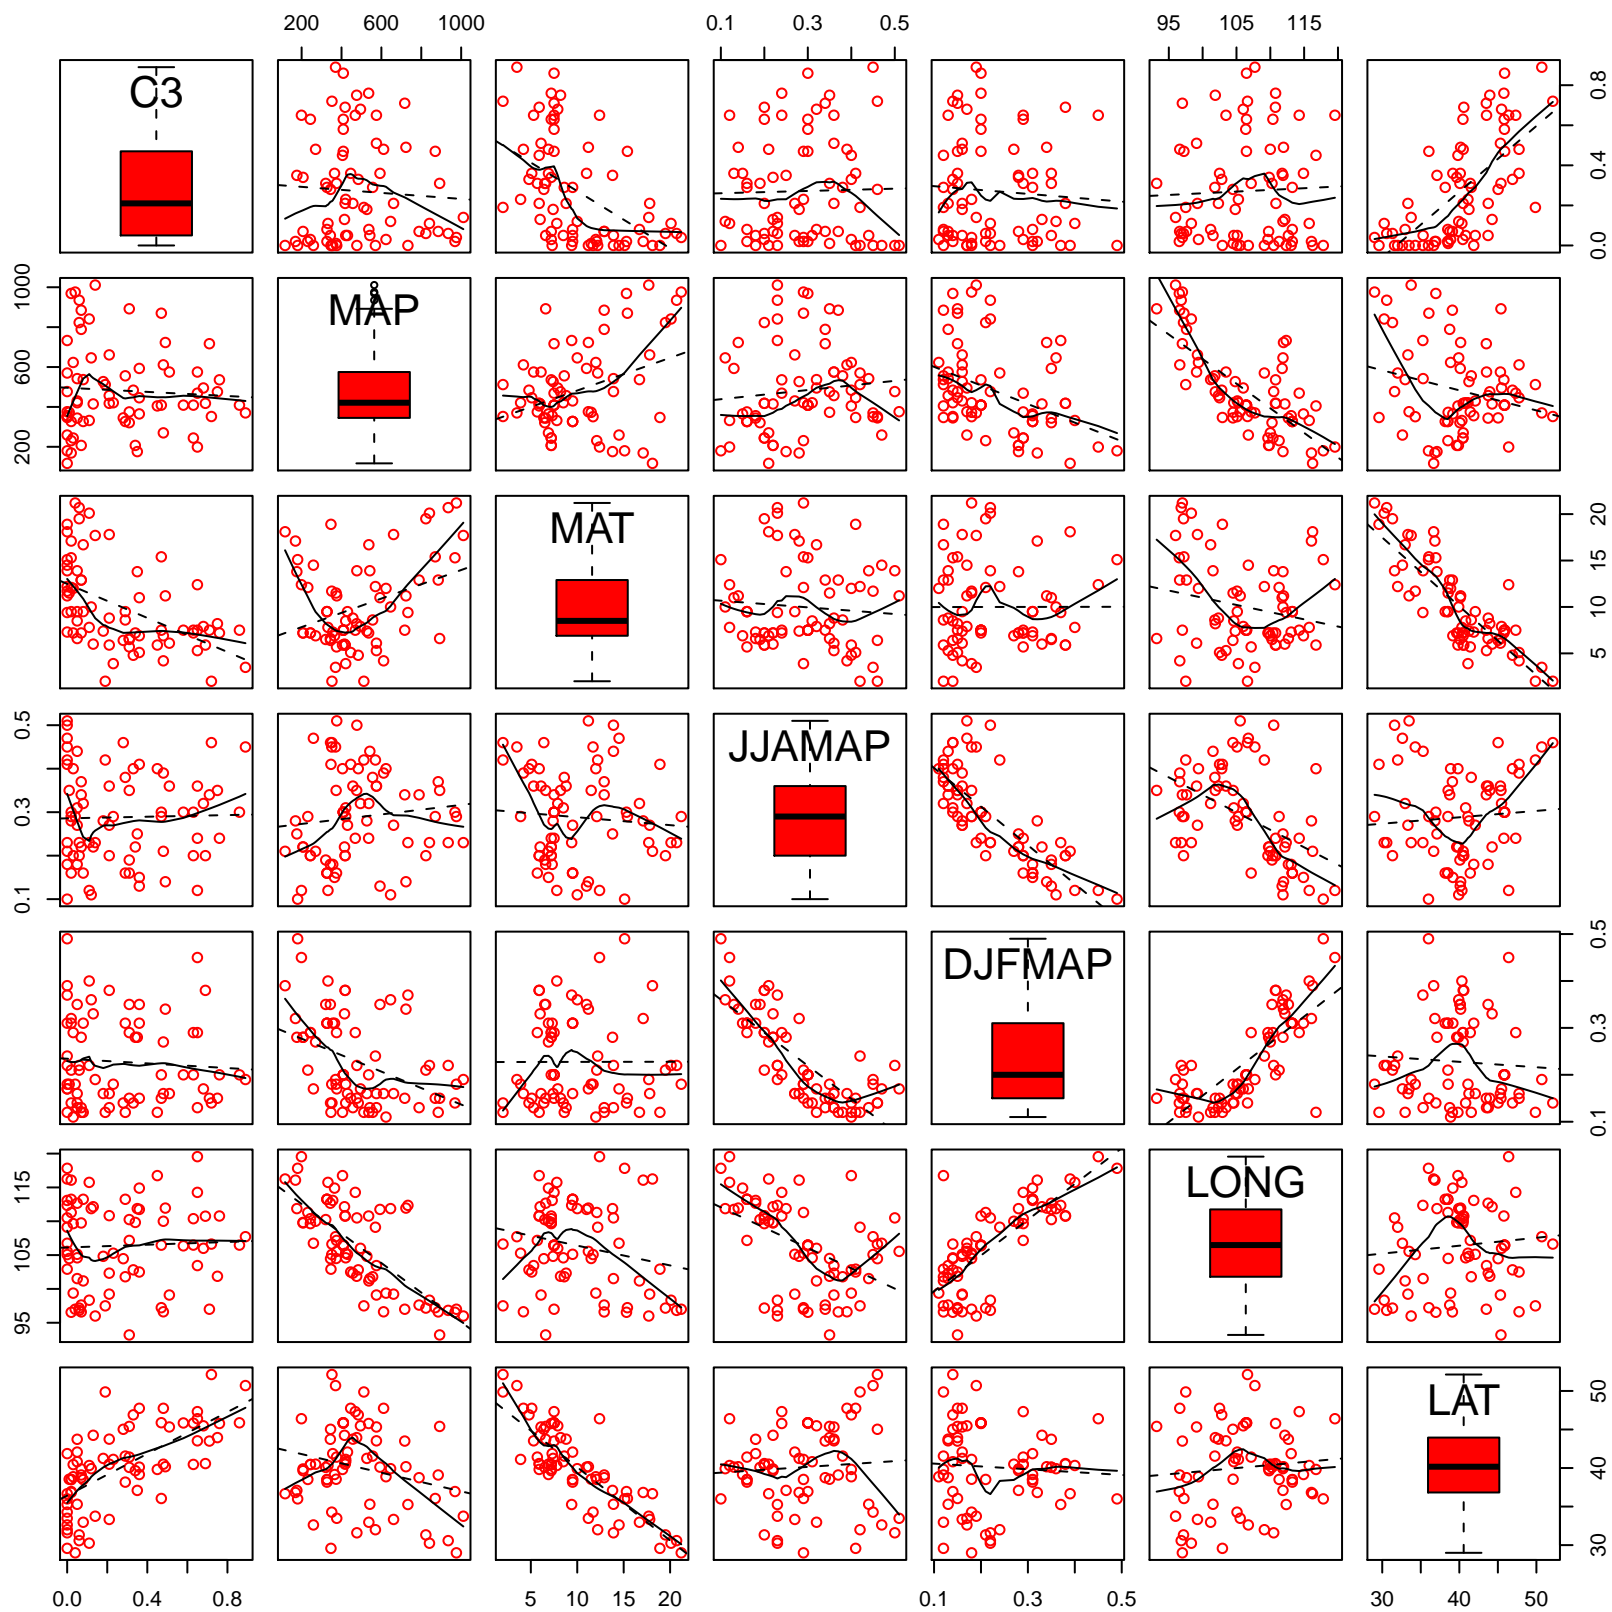 200 600 1000 0.1 0.3 0.5 95 105 115
C3 0.0 0.4 0.8
200 600 1000 MAP
MAT 5 10 15 20
0.1 0.3 0.5 JJAMAP
DJFMAP 0.1 0.3 0.5
95 105 115 LONG
LAT 30 40 50
0.0 0.4 0.8 5 10 15 20 0.1 0.3 0.5 30 40 50